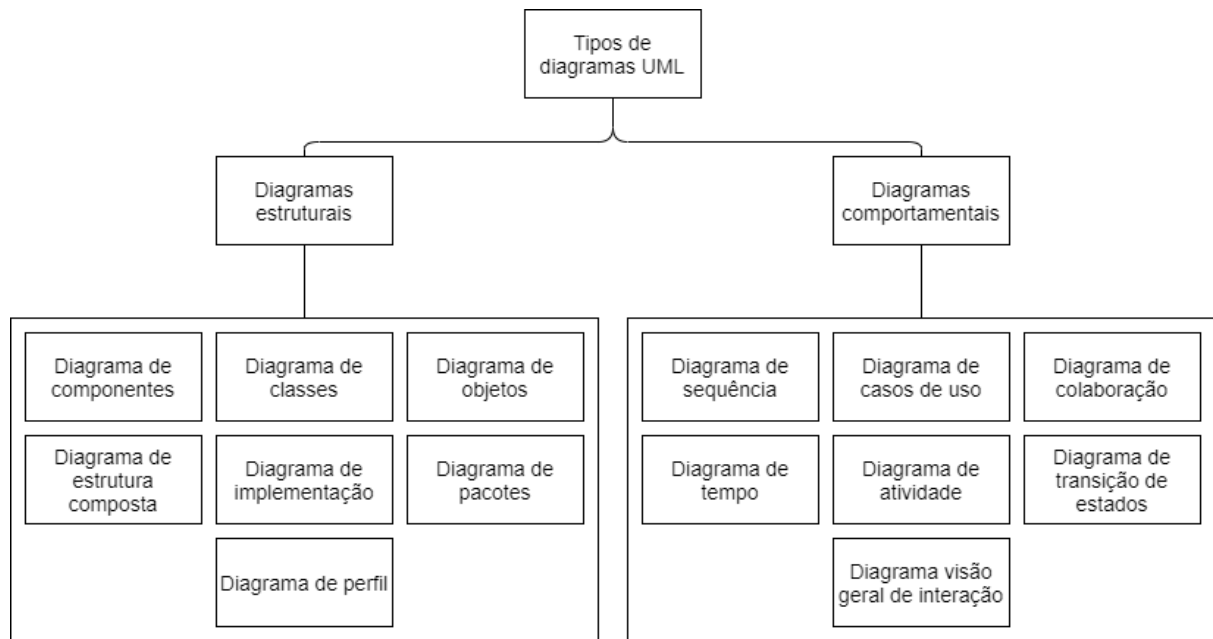 Tipos de
diagramas UML
Diagramas
estruturais
Diagramas
comportamentais
Diagrama de
componentes
Diagrama de
classes
Diagrama de
objetos
Diagrama de
estrutura
composta
Diagrama de
implementação
Diagrama de
pacotes
Diagrama de perfil
Diagrama de
sequência
Diagrama de
casos de uso
Diagrama de
colaboração
Diagrama de
tempo
Diagrama de
atividade
Diagrama de
transição de
estados
Diagrama visão
geral de interação